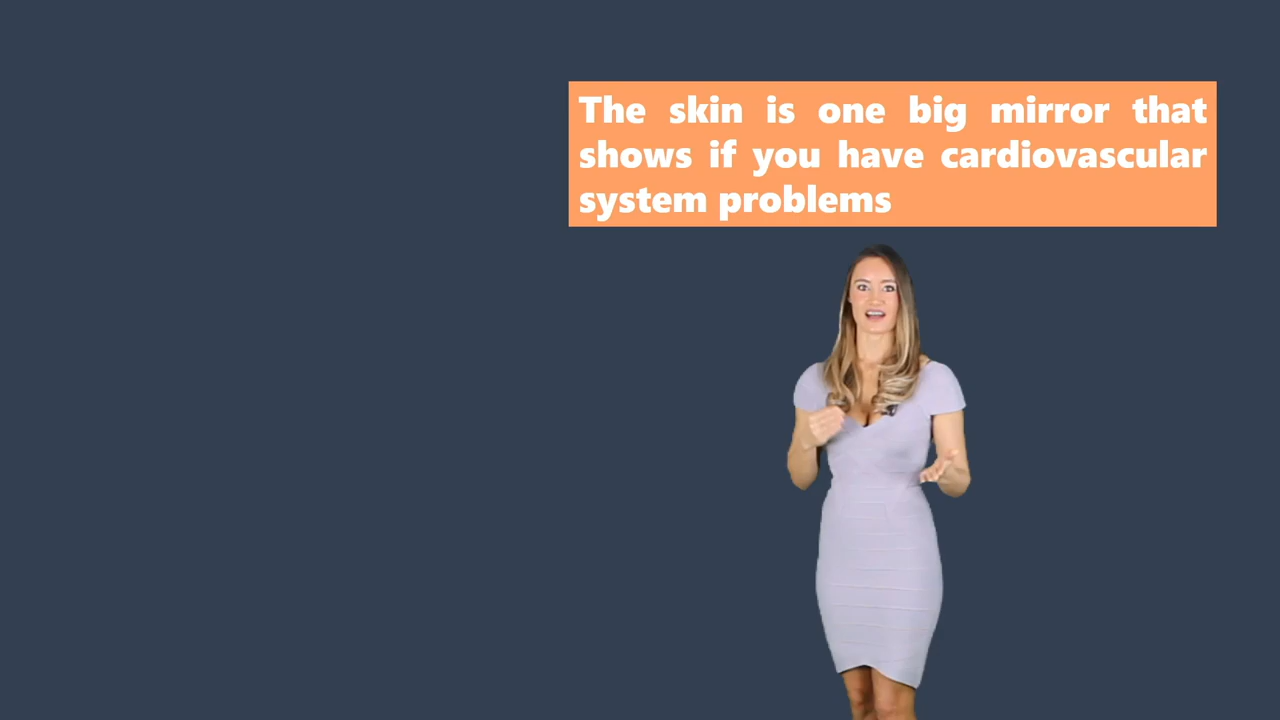 The skin is one big mirror that
shows if you have cardiovascular
system problems